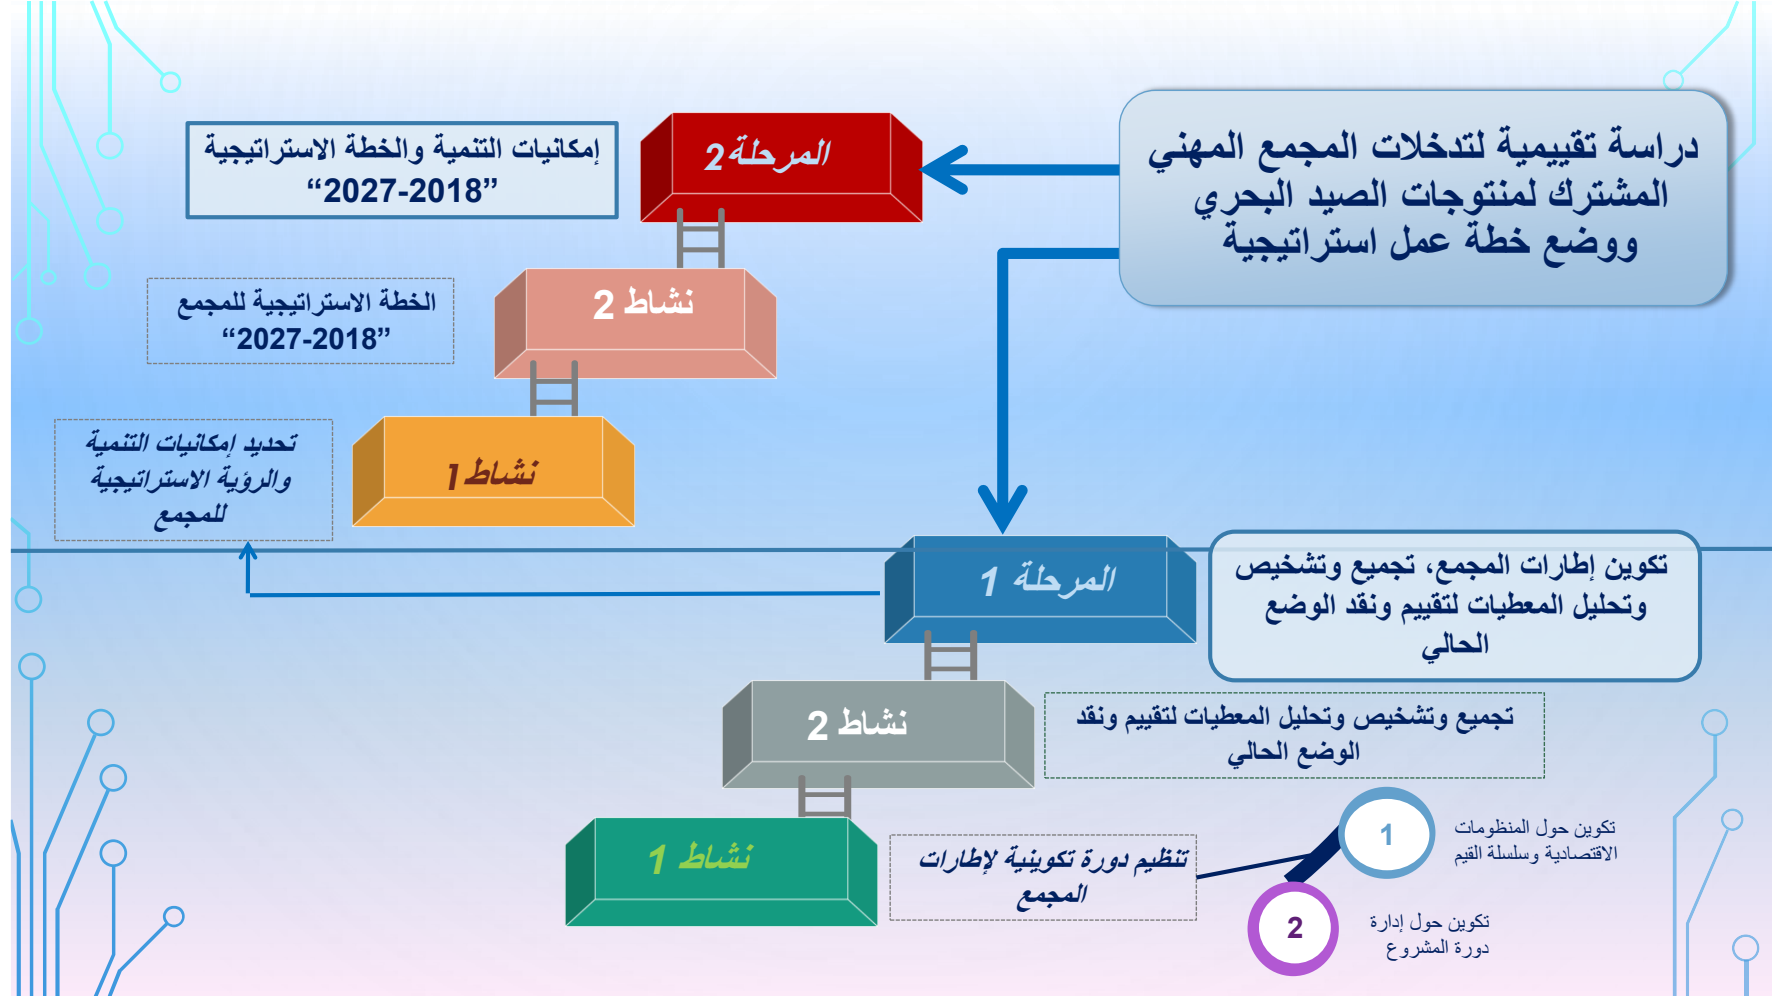 دراسة تقييمية لتدخلات المجمع المهني
المشترك لمنتوجات الصيد البحري
ووضع خطة عمل استراتيجية
المرحلة 2
إمكانيات التنمية والخطة الاستراتيجية
“2027-2018”
نشاط 2
الخطة الاستراتيجية للمجمع
“2027-2018”
نشاط 1
تحديد إمكانيات التنمية
والرؤية الاستراتيجية
للمجمع
المرحلة 1
تكوين إطارات المجمع، تجميع وتشخيص
وتحليل المعطيات لتقييم ونقد الوضع
الحالي
نشاط 2
تجميع وتشخيص وتحليل المعطيات لتقييم ونقد
الوضع الحالي
نشاط 1
تنظيم دورة تكوينية لإطارات
المجمع
1
تكوين حول المنظومات
الاقتصادية وسلسلة القيم
2
تكوين حول إدارة
دورة المشروع